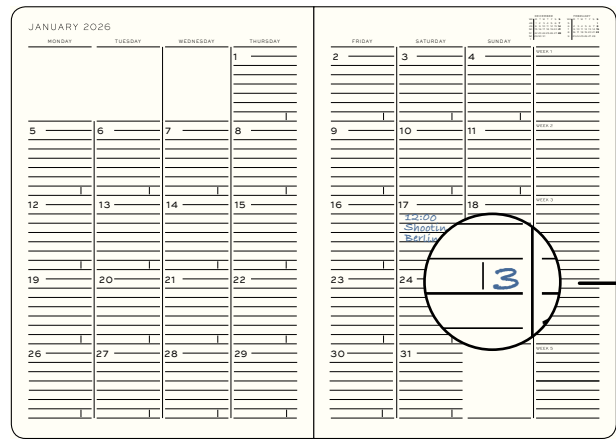 JANUARY 2026
MONDAY TUESDAY WEDNESDAY THURSDAY FRIDAY SATURDAY SUNDAY
1 2 3 4 WEEK 1
5 6 7 8 9 10 11 WEEK 2
12 13 14 15 16 17 18 WEEK 3
12:00
Shootin
Berlin
3
19 20 21 22 23 24
26 27 28 29 30 31 WEEK 5